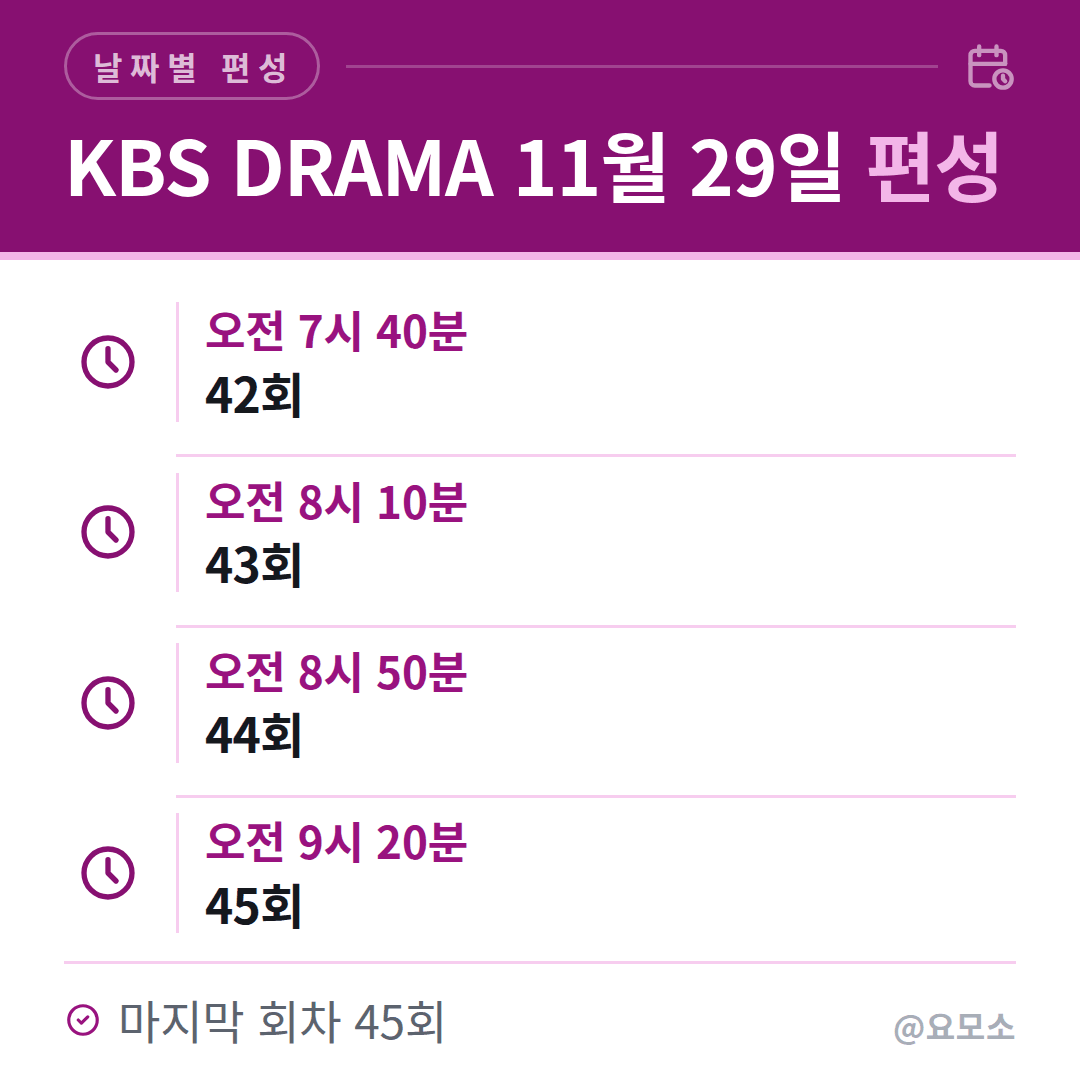 날짜별 편성
KBS DRAMA 11월 29일 편성
오전 7시 40분
42회
오전 8시 10분
43회
오전 8시 50분
44회
오전 9시 20분
45회
마지막 회차 45회
@요모소